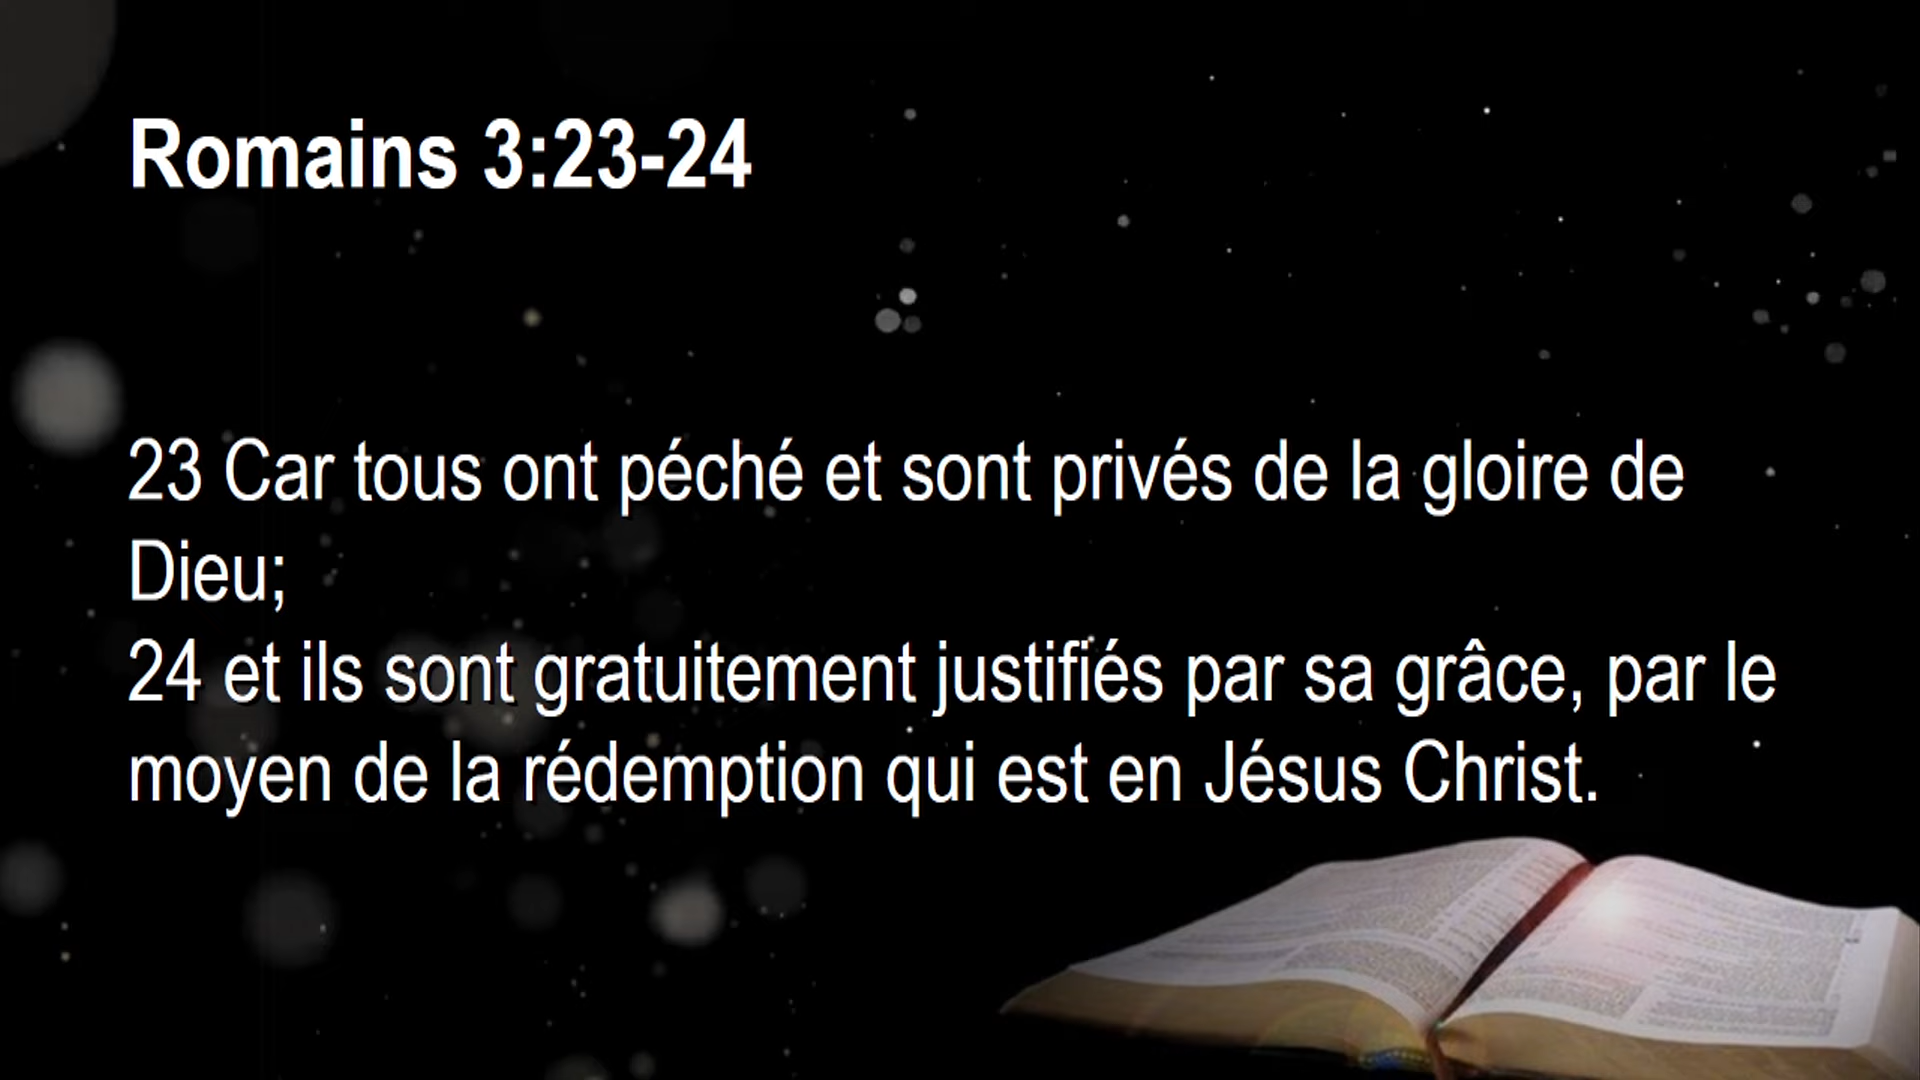 Romains 3:23-24
23 Car tous ont péché et sont privés de la gloire de
Dieu;
24 et ils sont gratuitement justifiés par sa grâce, par le
moyen de la rédemption qui est en Jésus Christ.